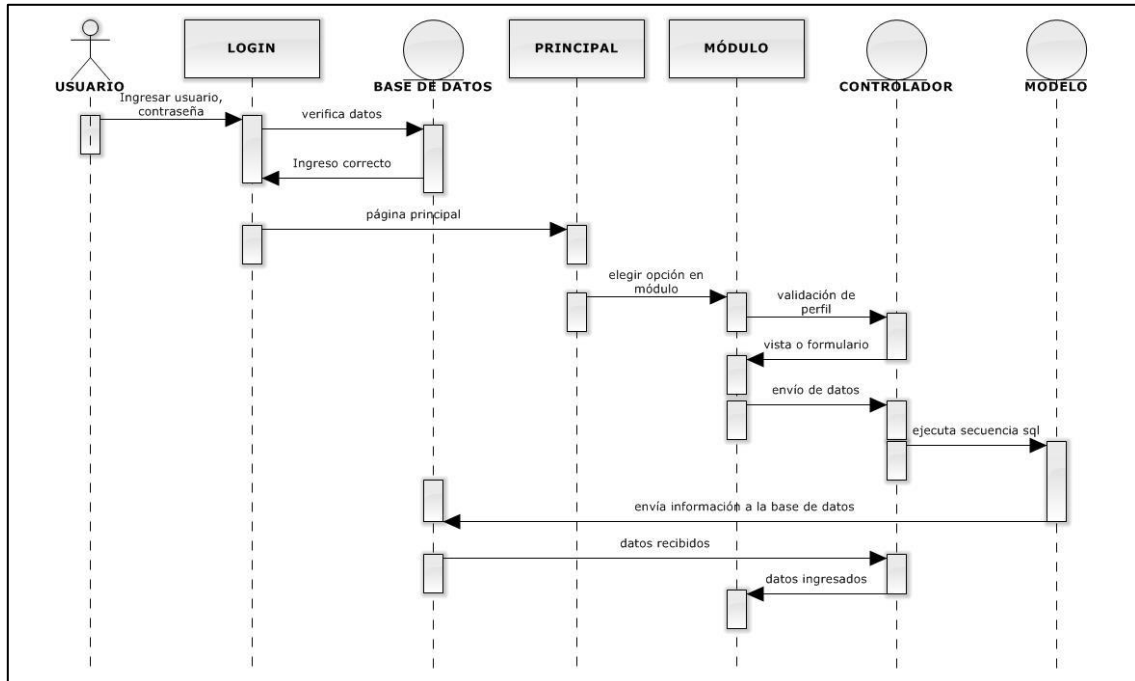 LOGIN
PRINCIPAL
MÓDULO
USUARIO
BASE DE DATOS
CONTROLADOR
MODELO
Ingresar usuario,
contraseña
verifica datos
Ingreso correcto
página principal
elegir opción en
módulo
validación de
perfil
vista o formulario
envío de datos
ejecuta secuencia sql
envía información a la base de datos
datos recibidos
datos ingresados